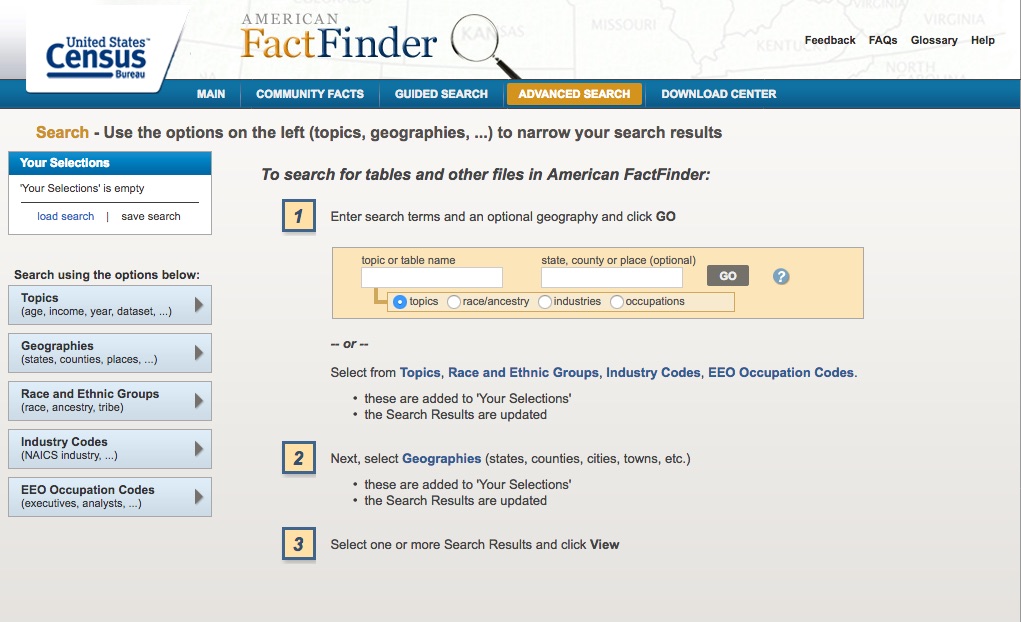 United States™
Census
Bureau
AMERICAN
FactFinder
COLORADO
KANSAS
MISSOURI
KENTUCKY
VIRGINIA
VIRGINIA
NORTH
CAROLINA
Feedback FAQs Glossary Help
MAIN COMMUNITY FACTS GUIDED SEARCH ADVANCED SEARCH DOWNLOAD CENTER
Search - Use the options on the left (topics, geographies, ...) to narrow your search results
Your Selections
'Your Selections' is empty
load search | save search
Search using the options below:
Topics
(age, income, year, dataset, ...)
Geographies
(states, counties, places, ...)
Race and Ethnic Groups
(race, ancestry, tribe)
Industry Codes
(NAICS industry, ...)
EEO Occupation Codes
(executives, analysts, ...)
To search for tables and other files in American FactFinder:
1 Enter search terms and an optional geography and click GO
topic or table name state, county or place (optional)
GO ?
topics race/ancestry industries occupations
-- or --
Select from Topics, Race and Ethnic Groups, Industry Codes, EEO Occupation Codes.
• these are added to 'Your Selections'
• the Search Results are updated
2 Next, select Geographies (states, counties, cities, towns, etc.)
• these are added to 'Your Selections'
• the Search Results are updated
3 Select one or more Search Results and click View